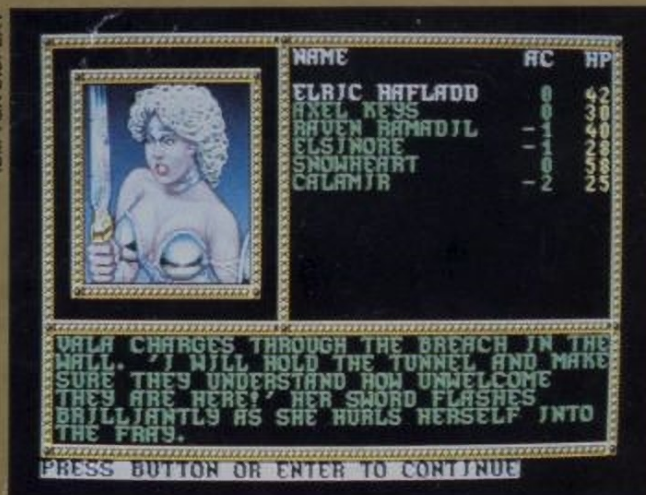 NAME AC HP
ELRIC HAFLADD 0 42
AXEL KEYS 0 30
RAVEN RAMADIL -1 40
ELSINORE -1 28
SNOWHEART 0 58
CALAMIR -2 25
VALA CHARGES THROUGH THE BREACH IN THE
WALL. 'I WILL HOLD THE TUNNEL AND MAKE
SURE THEY UNDERSTAND HOW UNWELCOME
THEY ARE HERE!' HER SWORD FLASHES
BRILLIANTLY AS SHE HURLS HERSELF INTO
THE FRAY.
PRESS BUTTON OR ENTER TO CONTINUE